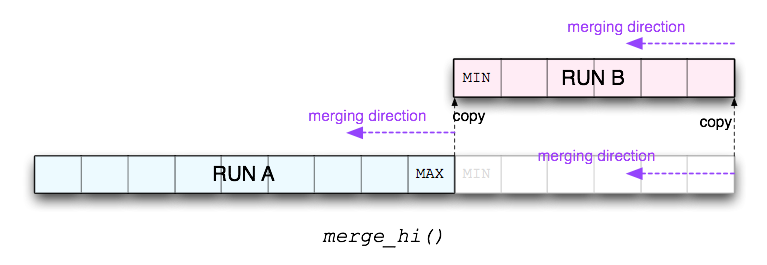 merging direction
MIN RUN B
merging direction
copy
copy
merging direction
RUN A MAX MIN
merge_hi()